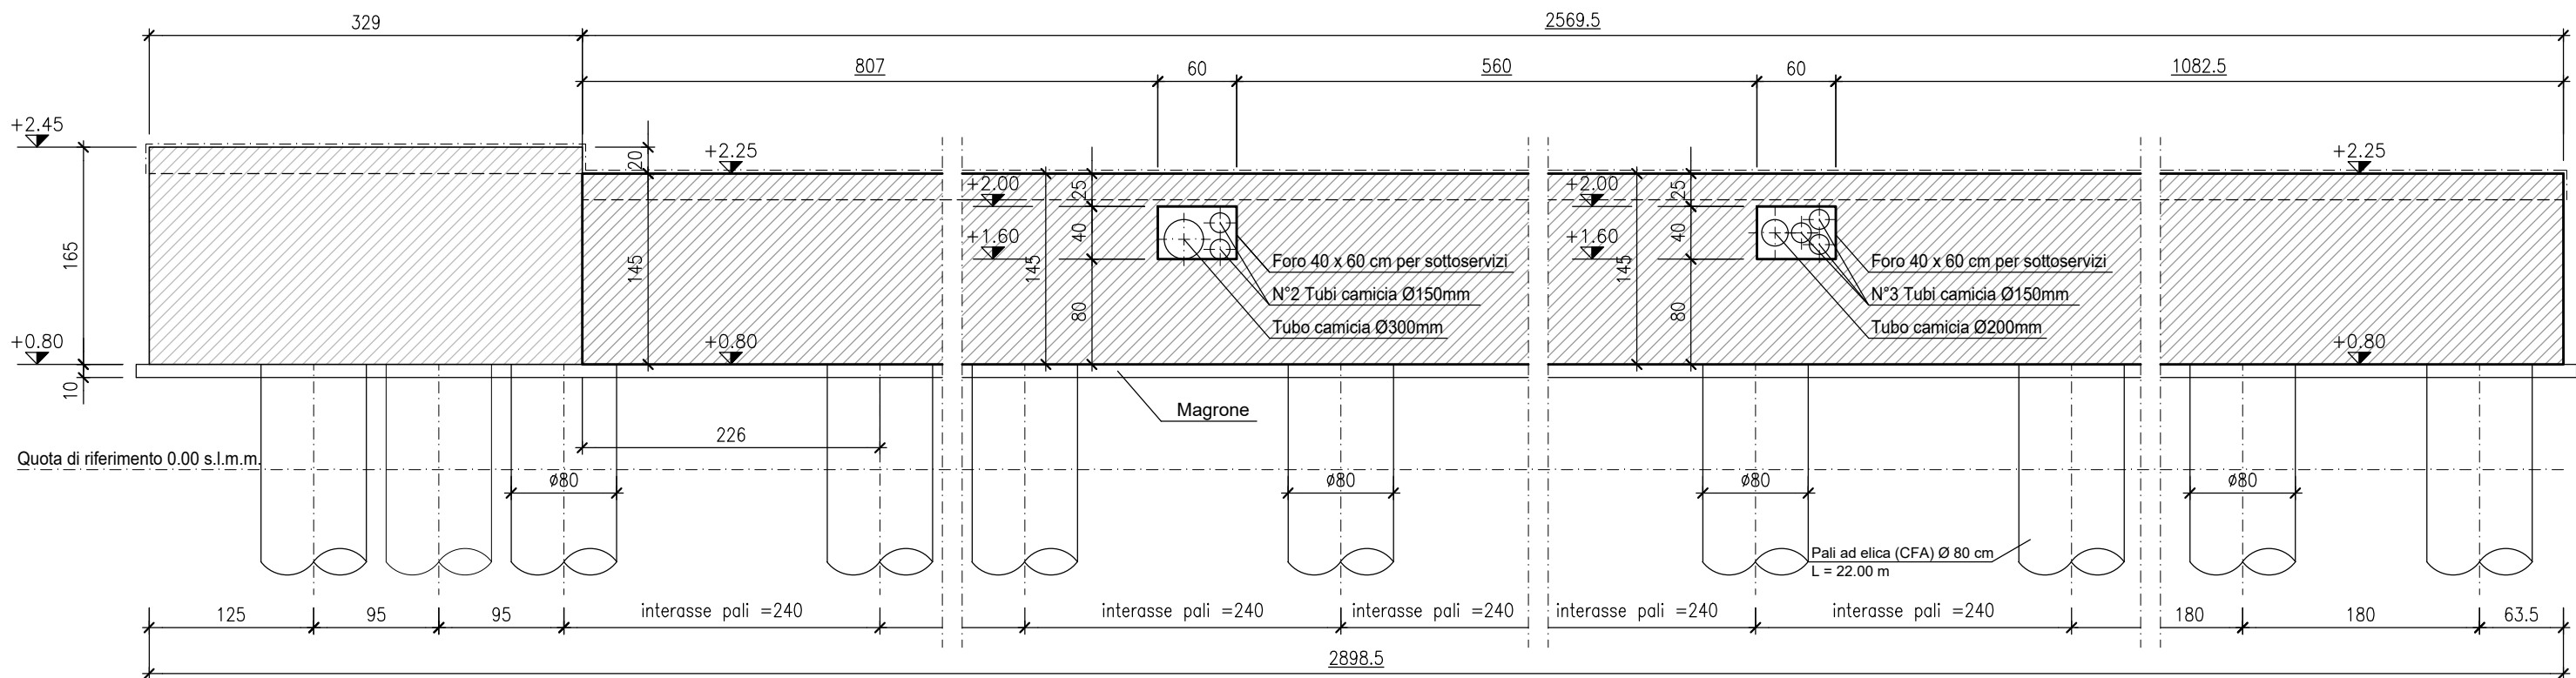 329
2569.5
807
60
560
60
1082.5
+2.45
20
+2.25
+2.00
25
+2.00
25
+2.25
165
145
+1.60
145
40
80
+1.60
145
40
80
Foro 40 x 60 cm per sottoservizi
N°2 Tubi camicia Ø150mm
Tubo camicia Ø300mm
Foro 40 x 60 cm per sottoservizi
N°3 Tubi camicia Ø150mm
Tubo camicia Ø200mm
+0.80
+0.80
+0.80
10
Magrone
226
Quota di riferimento 0.00 s.l.m.m.
ø80
ø80
ø80
ø80
Pali ad elica (CFA) Ø 80 cm
L = 22.00 m
125
95
95
interasse pali =240
interasse pali =240
interasse pali =240
interasse pali =240
interasse pali =240
180
180
63.5
2898.5